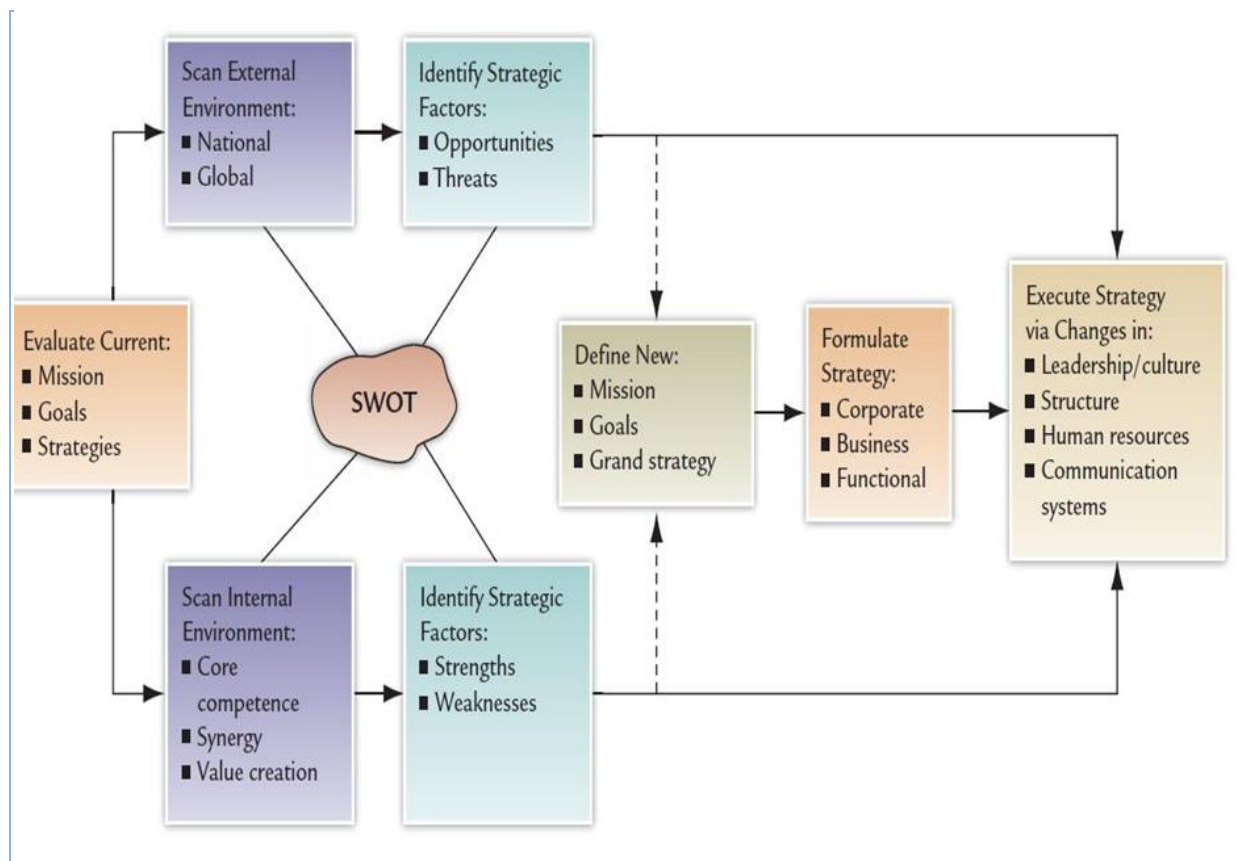 Scan External
Environment:
■ National
■ Global
Identify Strategic
Factors:
■ Opportunities
■ Threats
Evaluate Current:
■ Mission
■ Goals
■ Strategies
SWOT
Define New:
■ Mission
■ Goals
■ Grand strategy
Formulate
Strategy:
■ Corporate
■ Business
■ Functional
Execute Strategy
via Changes in:
■ Leadership/culture
■ Structure
■ Human resources
■ Communication
systems
Scan Internal
Environment:
■ Core
competence
■ Synergy
■ Value creation
Identify Strategic
Factors:
■ Strengths
■ Weaknesses